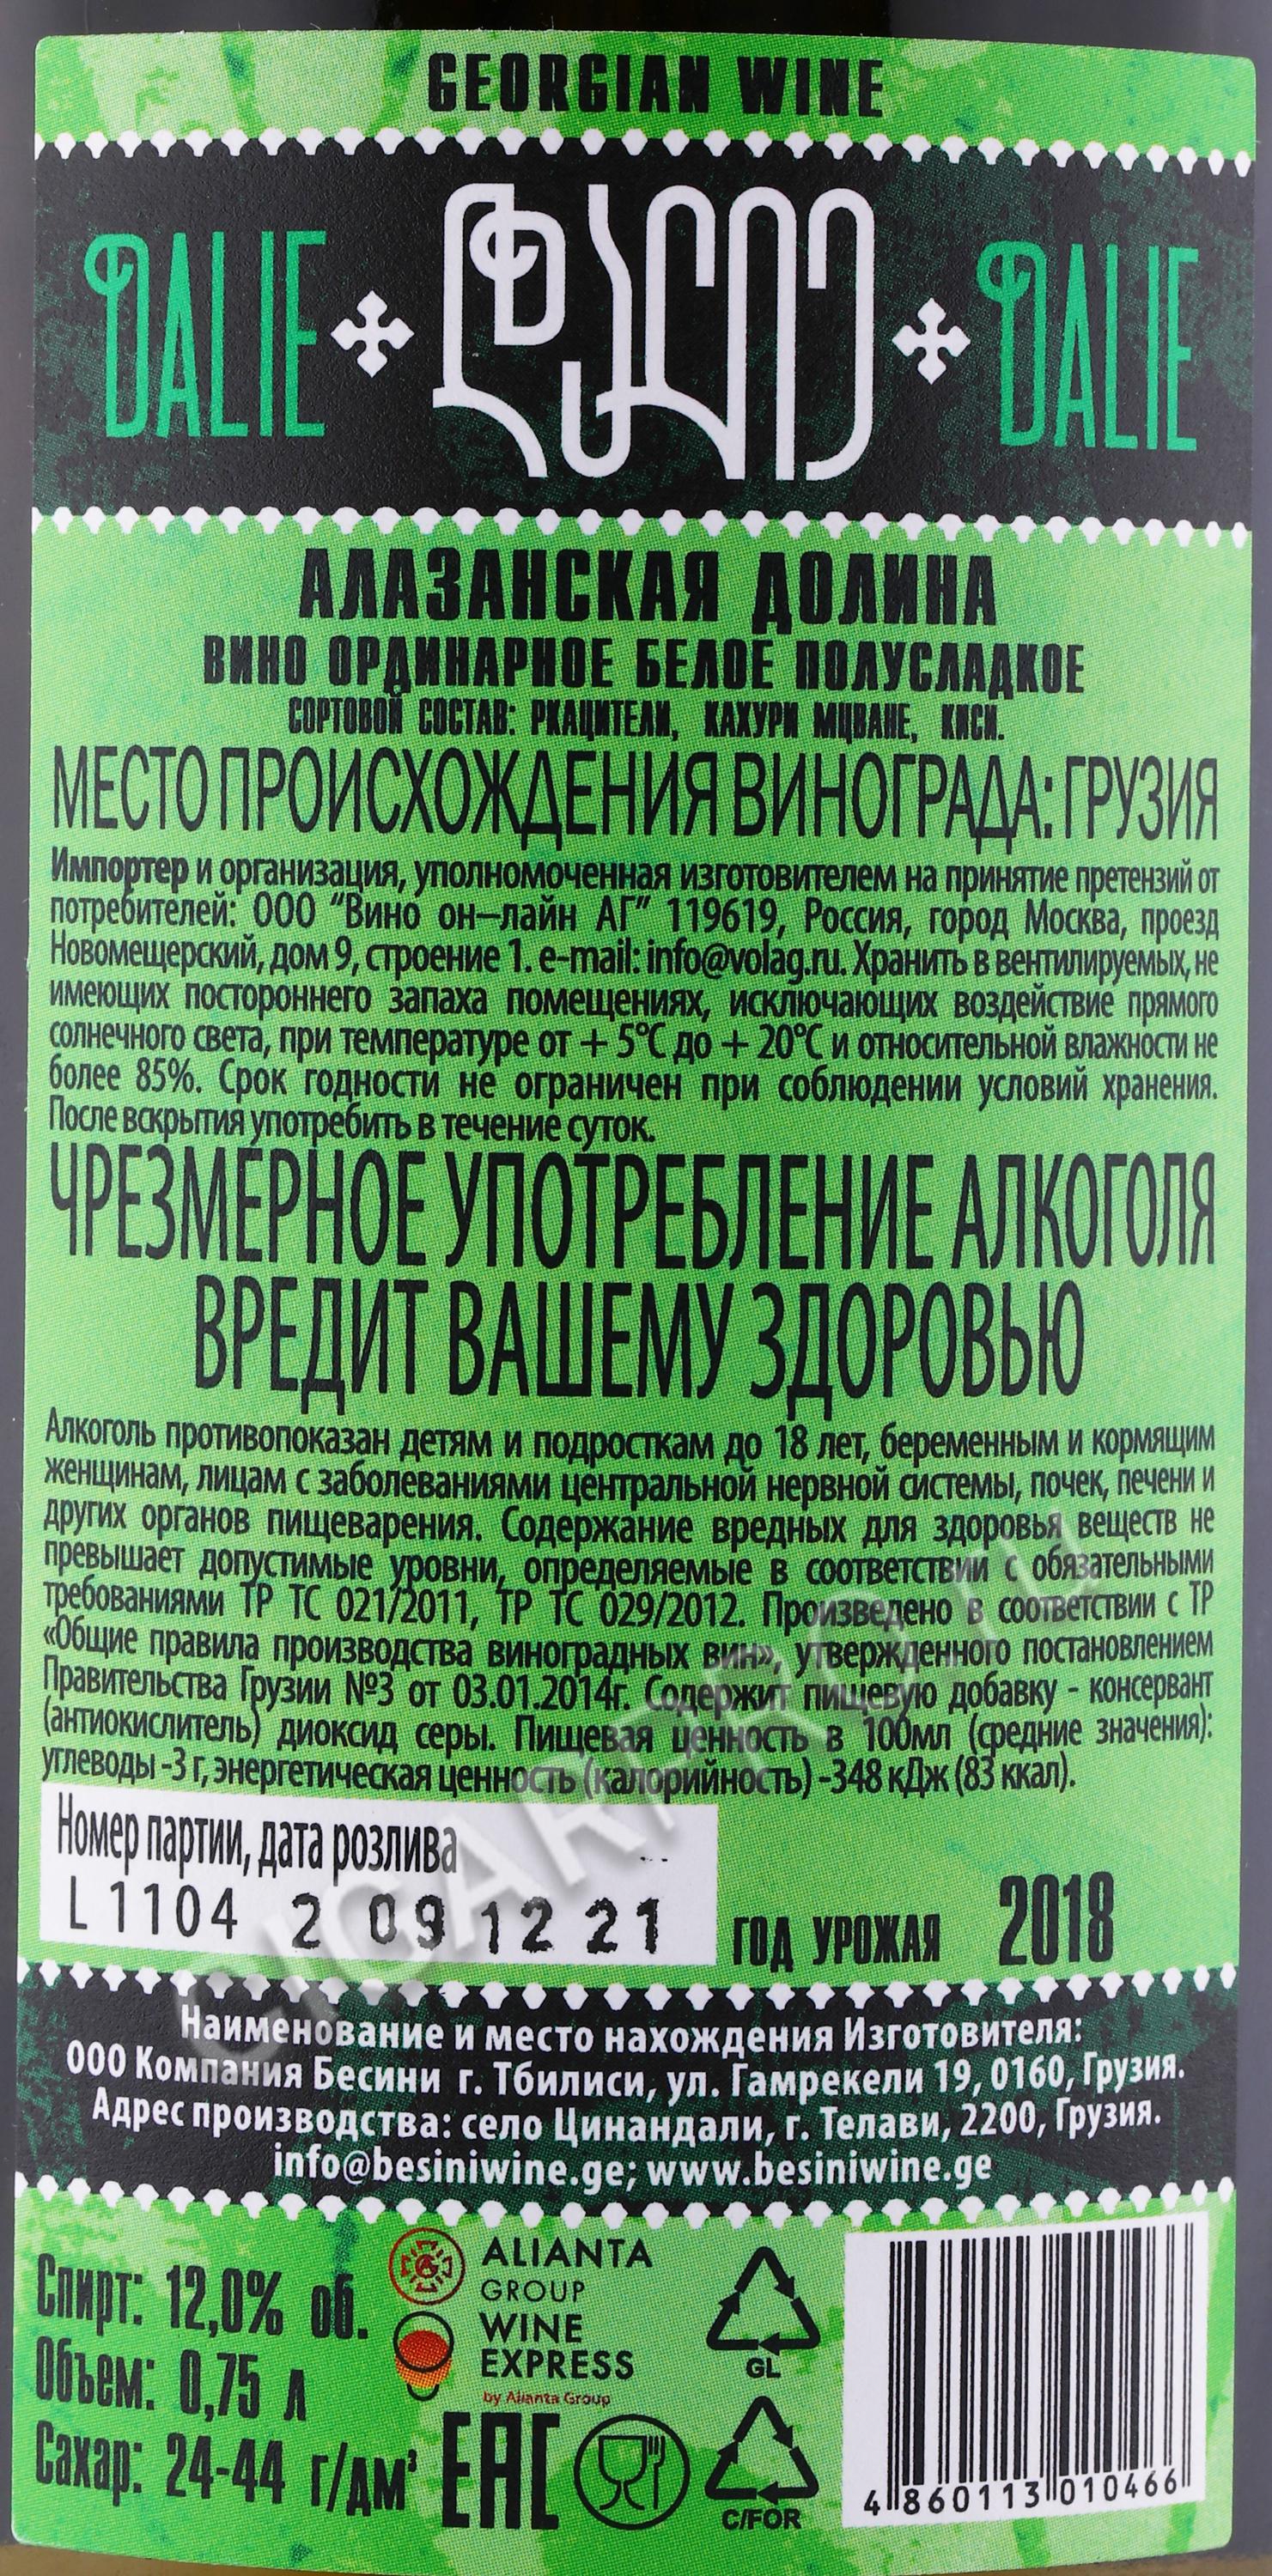 GEORGIAN WINE
DALIE დალი DALIE
АЛАЗАНСКАЯ ДОЛИНА
ВИНО ОРДИНАРНОЕ БЕЛОЕ ПОЛУСЛАДКОЕ
СОРТОВОЙ СОСТАВ: РКАЦИТЕЛИ, КАХУРИ МЦВАНЕ, КИСИ.
МЕСТО ПРОИСХОЖДЕНИЯ ВИНОГРАДА: ГРУЗИЯ
Импортер и организация, уполномоченная изготовителем на принятие претензий от
потребителей: ООО "Вино он–лайн АГ" 119619, Россия, город Москва, проезд
Новомещерский, дом 9, строение 1. e-mail: info@volag.ru. Хранить в вентилируемых, не
имеющих постороннего запаха помещениях, исключающих воздействие прямого
солнечного света, при температуре от + 5°С до + 20°С и относительной влажности не
более 85%. Срок годности не ограничен при соблюдении условий хранения.
После вскрытия употребить в течение суток.
ЧРЕЗМЕРНОЕ УПОТРЕБЛЕНИЕ АЛКОГОЛЯ
ВРЕДИТ ВАШЕМУ ЗДОРОВЬЮ
Алкоголь противопоказан детям и подросткам до 18 лет, беременным и кормящим
женщинам, лицам с заболеваниями центральной нервной системы, почек, печени и
других органов пищеварения. Содержание вредных для здоровья веществ не
превышает допустимые уровни, определяемые в соответствии с обязательными
требованиями ТР ТС 021/2011, ТР ТС 029/2012. Произведено в соответствии с ТР
«Общие правила производства виноградных вин», утвержденного постановлением
Правительства Грузии №3 от 03.01.2014г. Содержит пищевую добавку - консервант
(антиокислитель) диоксид серы. Пищевая ценность в 100мл (средние значения):
углеводы -3 г, энергетическая ценность (калорийность) -348 кДж (83 ккал).
Номер партии, дата розлива
L 1104 2 09 12 21
ГОД УРОЖАЯ 2018
CIGARPRO.ru
Наименование и место нахождения Изготовителя:
ООО Компания Бесини г. Тбилиси, ул. Гамрекели 19, 0160, Грузия.
Адрес производства: село Цинандали, г. Телави, 2200, Грузия.
info@besiniwine.ge; www.besiniwine.ge
Спирт: 12,0% об.
Объем: 0,75 л
Сахар: 24-44 г/дм³
ALIANTA
GROUP
WINE
EXPRESS
by Alianta Group
EAC
GL
C/FOR
4 860113 010466